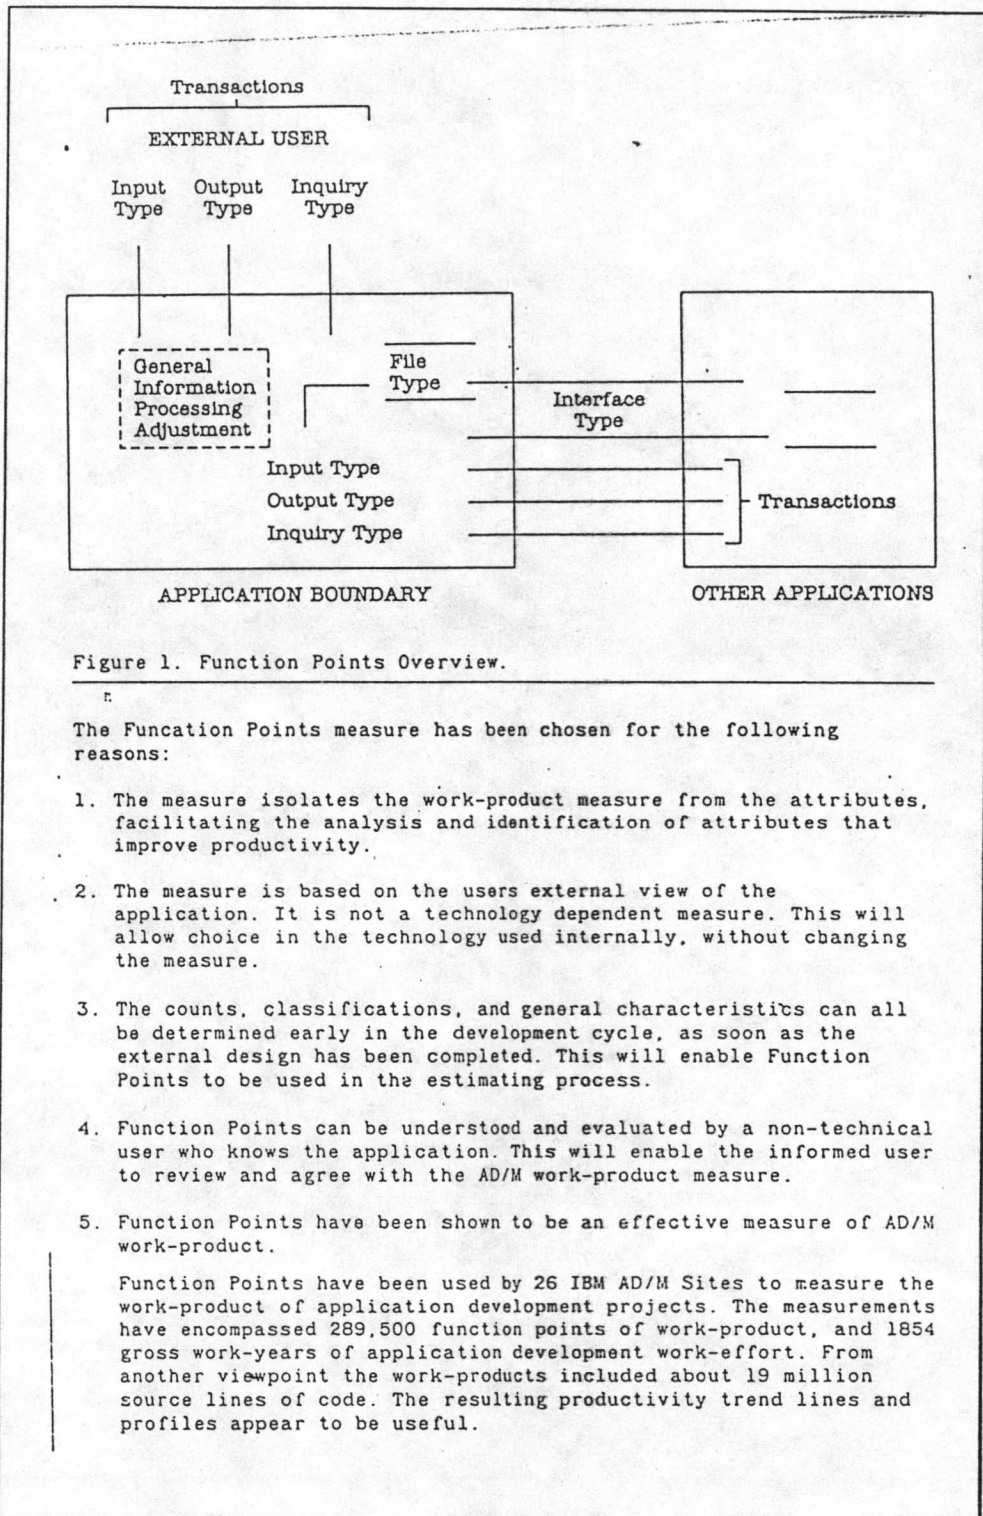 Transactions
EXTERNAL USER
Input Output Inquiry
Type Type Type
General
Information
Processing
Adjustment
File
Type
Interface
Type
Input Type
Output Type
Inquiry Type
Transactions
APPLICATION BOUNDARY
OTHER APPLICATIONS
Figure 1. Function Points Overview.
The Funcation Points measure has been chosen for the following
reasons:
1. The measure isolates the work-product measure from the attributes,
facilitating the analysis and identification of attributes that
improve productivity.
2. The measure is based on the users external view of the
application. It is not a technology dependent measure. This will
allow choice in the technology used internally, without changing
the measure.
3. The counts, classifications, and general characteristics can all
be determined early in the development cycle, as soon as the
external design has been completed. This will enable Function
Points to be used in the estimating process.
4. Function Points can be understood and evaluated by a non-technical
user who knows the application. This will enable the informed user
to review and agree with the AD/M work-product measure.
5. Function Points have been shown to be an effective measure of AD/M
work-product.
Function Points have been used by 26 IBM AD/M Sites to measure the
work-product of application development projects. The measurements
have encompassed 289,500 function points of work-product, and 1854
gross work-years of application development work-effort. From
another viewpoint the work-products included about 19 million
source lines of code. The resulting productivity trend lines and
profiles appear to be useful.